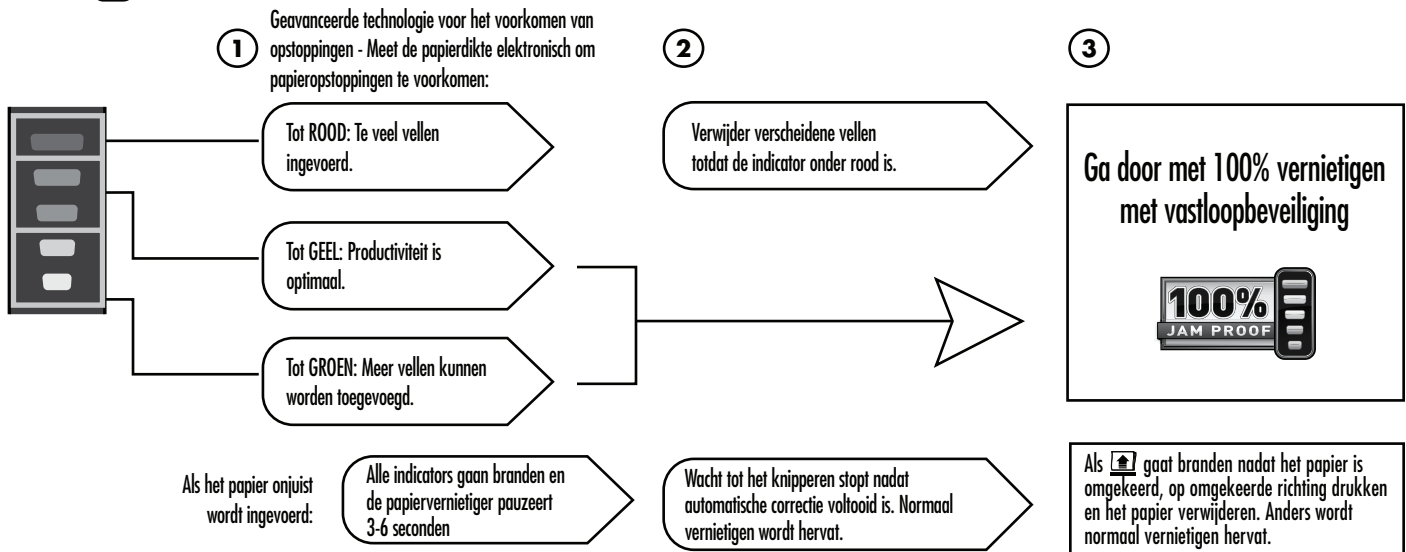 1
Geavanceerde technologie voor het voorkomen van
opstoppingen - Meet de papierdikte elektronisch om
papieropstoppingen te voorkomen:
2
3
Tot ROOD: Te veel vellen
ingevoerd.
Verwijder verscheidene vellen
totdat de indicator onder rood is.
Tot GEEL: Productiviteit is
optimaal.
Tot GROEN: Meer vellen kunnen
worden toegevoegd.
Ga door met 100% vernietigen
met vastloopbeveiliging
100%
JAM PROOF
Als het papier onjuist
wordt ingevoerd:
Alle indicators gaan branden en
de papiervernietiger pauzeert
3-6 seconden
Wacht tot het knipperen stopt nadat
automatische correctie voltooid is. Normaal
vernietigen wordt hervat.
Als gaat branden nadat het papier is
omgekeerd, op omgekeerde richting drukken
en het papier verwijderen. Anders wordt
normaal vernietigen hervat.